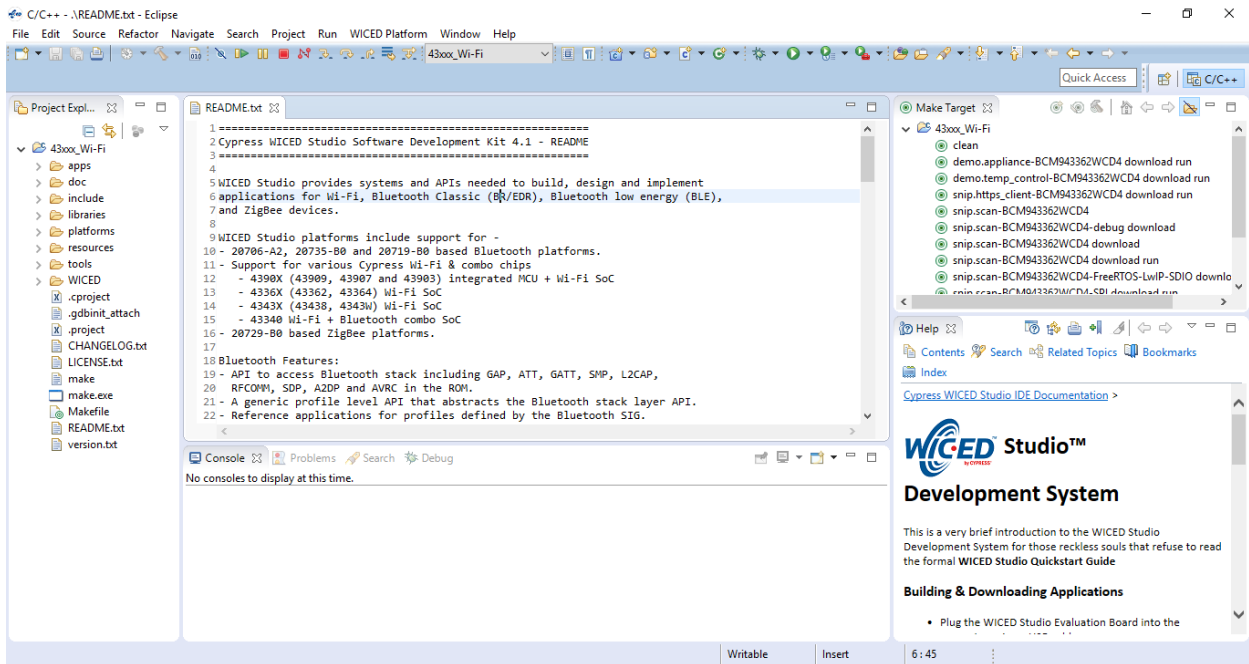 C/C++ - .\README.txt - Eclipse
File Edit Source Refactor Navigate Search Project Run WICED Platform Window Help
43xxx_Wi-Fi
Quick Access
C/C++
Project Expl...
43xxx_Wi-Fi
apps
doc
include
libraries
platforms
resources
tools
WICED
.cproject
.gdbinit_attach
.project
CHANGELOG.txt
LICENSE.txt
make
make.exe
Makefile
README.txt
version.txt
README.txt
1 =========================================================
2 Cypress WICED Studio Software Development Kit 4.1 - README
3 =========================================================
4
5 WICED Studio provides systems and APIs needed to build, design and implement
6 applications for Wi-Fi, Bluetooth Classic (BR/EDR), Bluetooth low energy (BLE),
7 and ZigBee devices.
8
9 WICED Studio platforms include support for -
10 - 20706-A2, 20735-B0 and 20719-B0 based Bluetooth platforms.
11 - Support for various Cypress Wi-Fi & combo chips
12 - 4390X (43909, 43907 and 43903) integrated MCU + Wi-Fi SoC
13 - 4336X (43362, 43364) Wi-Fi SoC
14 - 4343X (43438, 4343W) Wi-Fi SoC
15 - 43340 Wi-Fi + Bluetooth combo SoC
16 - 20729-B0 based ZigBee platforms.
17
18 Bluetooth Features:
19 - API to access Bluetooth stack including GAP, ATT, GATT, SMP, L2CAP,
20 RFCOMM, SDP, A2DP and AVRC in the ROM.
21 - A generic profile level API that abstracts the Bluetooth stack layer API.
22 - Reference applications for profiles defined by the Bluetooth SIG.
Console Problems Search Debug
No consoles to display at this time.
Make Target
43xxx_Wi-Fi
clean
demo.appliance-BCM943362WCD4 download run
demo.temp_control-BCM943362WCD4 download run
snip.https_client-BCM943362WCD4 download run
snip.scan-BCM943362WCD4
snip.scan-BCM943362WCD4-debug download
snip.scan-BCM943362WCD4 download
snip.scan-BCM943362WCD4 download run
snip.scan-BCM943362WCD4-FreeRTOS-LwIP-SDIO downlo
snip.scan-BCM943362WCD4-SPI download run
Help
Contents Search Related Topics Bookmarks
Index
Cypress WICED Studio IDE Documentation >
WICED Studio™
by CYPRESS
Development System
This is a very brief introduction to the WICED Studio
Development System for those reckless souls that refuse to read
the formal WICED Studio Quickstart Guide
Building & Downloading Applications
• Plug the WICED Studio Evaluation Board into the
Writable Insert 6 : 45